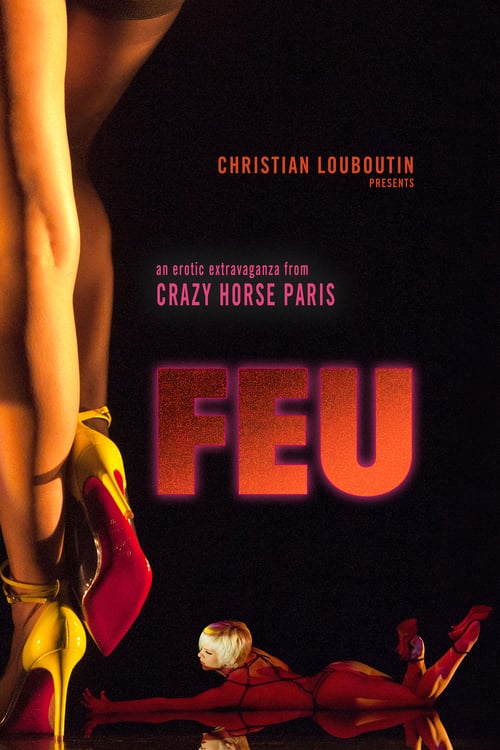 CHRISTIAN LOUBOUTIN
PRESENTS
an erotic extravaganza from
CRAZY HORSE PARIS
FEU